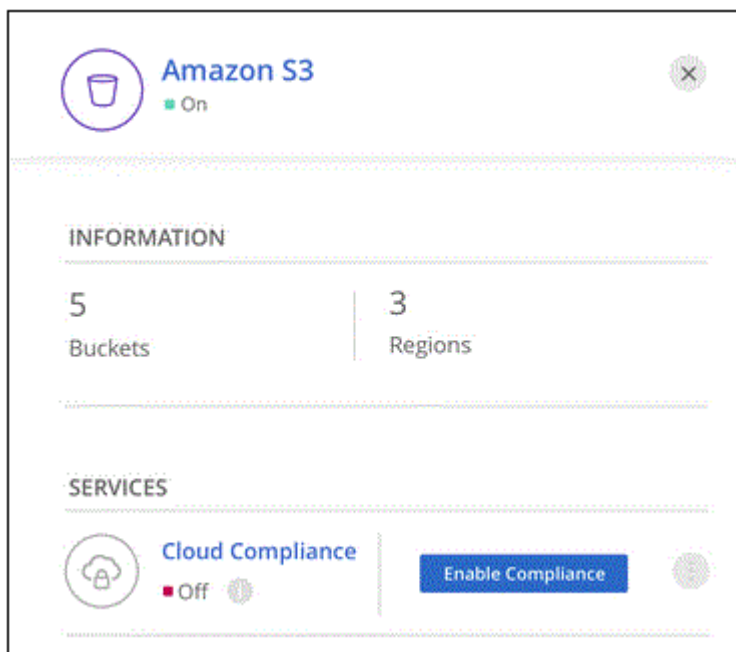 Amazon S3
On
INFORMATION
5
Buckets
3
Regions
SERVICES
Cloud Compliance
Off
Enable Compliance